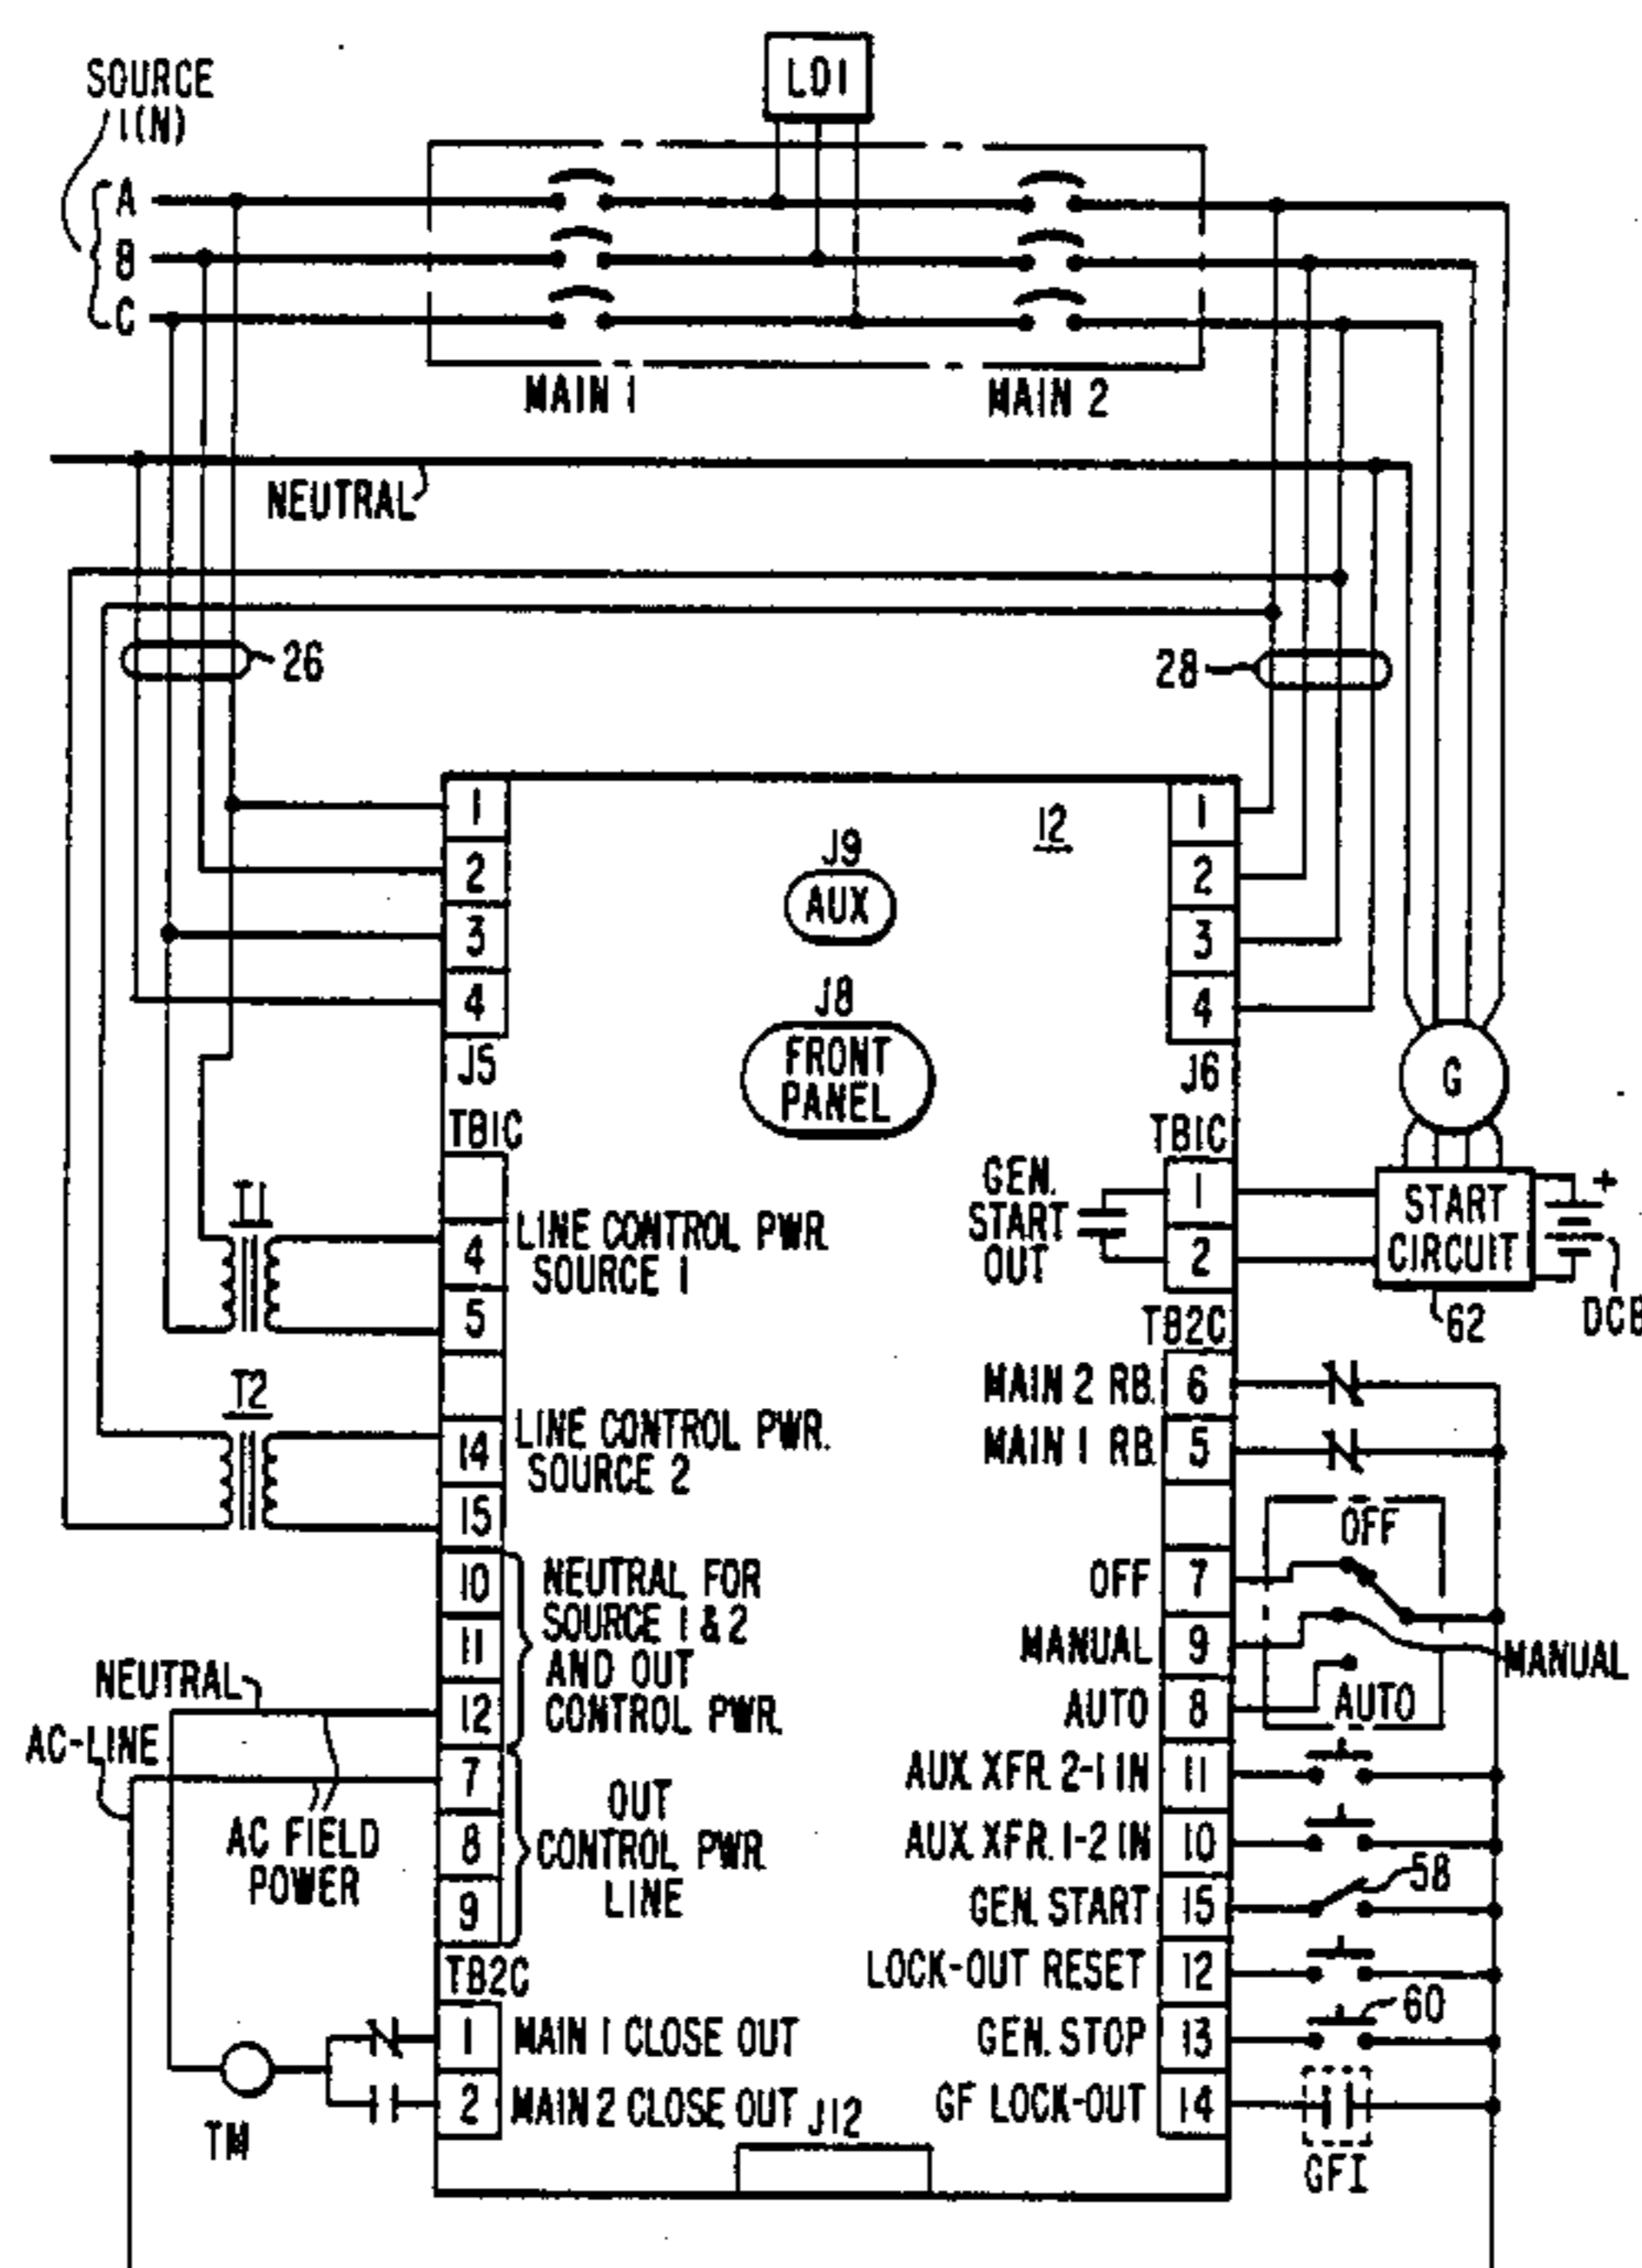 SOURCE
1(N)
A
B
C
LD1
MAIN 1
MAIN 2
NEUTRAL
26
28
12
J9
AUX
J8
FRONT
PANEL
1
2
3
4
J5
1
2
3
4
J6
G
TB1C
T1
4
5
LINE CONTROL PWR
SOURCE 1
T2
14
15
LINE CONTROL PWR.
SOURCE 2
10
11
12
NEUTRAL FOR
SOURCE 1 & 2
AND OUT
CONTROL PWR.
NEUTRAL
AC-LINE
AC FIELD
POWER
7
8
9
OUT
CONTROL PWR
LINE
TB2C
1
2
MAIN 1 CLOSE OUT
MAIN 2 CLOSE OUT
TM
J12
TB1C
GEN.
START
OUT
1
2
START
CIRCUIT
+
62
DCB
TB2C
MAIN 2 RB. 6
MAIN 1 RB. 5
OFF 7
MANUAL 9
AUTO 8
OFF
MANUAL
AUTO
AUX. XFR. 2-1 IN 11
AUX. XFR. 1-2 IN 10
GEN. START 15
58
LOCK-OUT RESET 12
GEN. STOP 13
60
GF LOCK-OUT 14
GFI